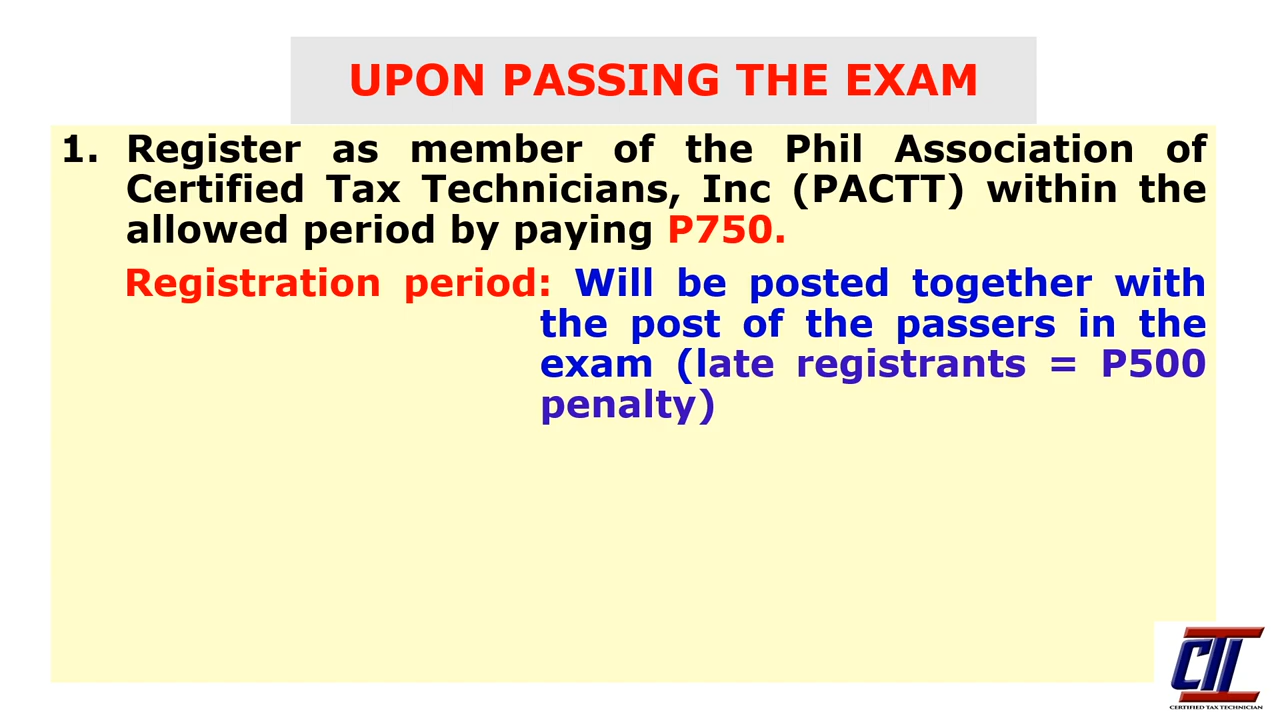 UPON PASSING THE EXAM
1. Register as member of the Phil Association of
Certified Tax Technicians, Inc (PACTT) within the
allowed period by paying P750.
Registration period: Will be posted together with
the post of the passers in the
exam (late registrants = P500
penalty)
CTT
CERTIFIED TAX TECHNICIAN